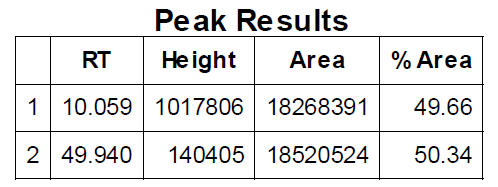 Peak Results
RT Height Area % Area
1 10.059 1017806 18268391 49.66
2 49.940 140405 18520524 50.34